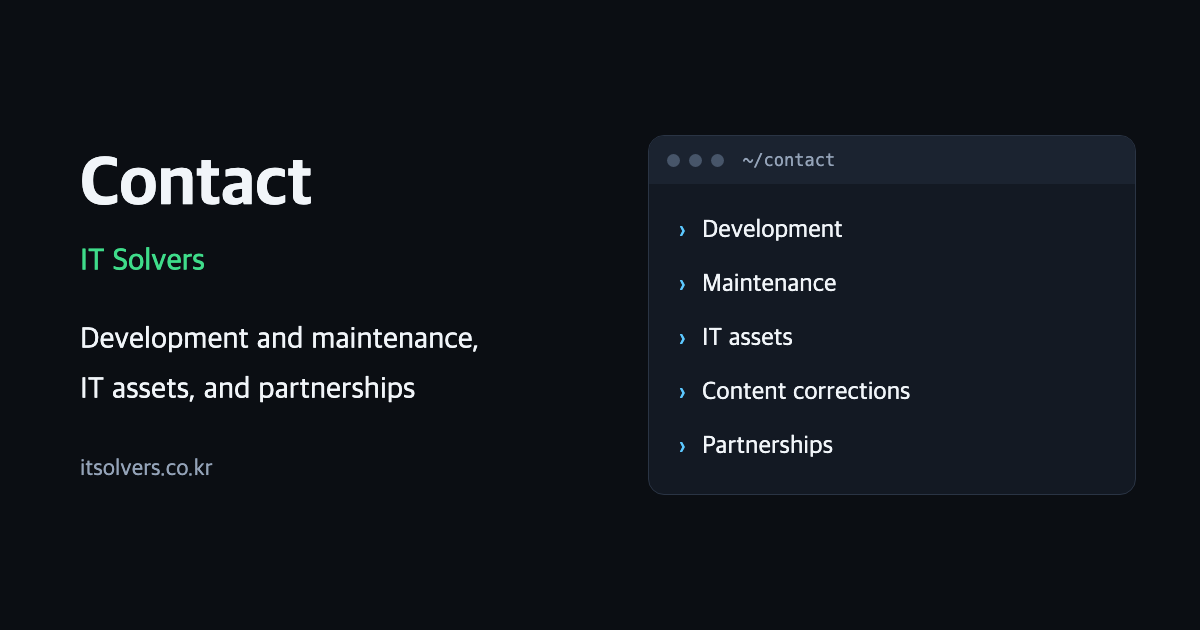 Contact
IT Solvers
Development and maintenance,
IT assets, and partnerships
itsolvers.co.kr
~/contact
› Development
› Maintenance
› IT assets
› Content corrections
› Partnerships